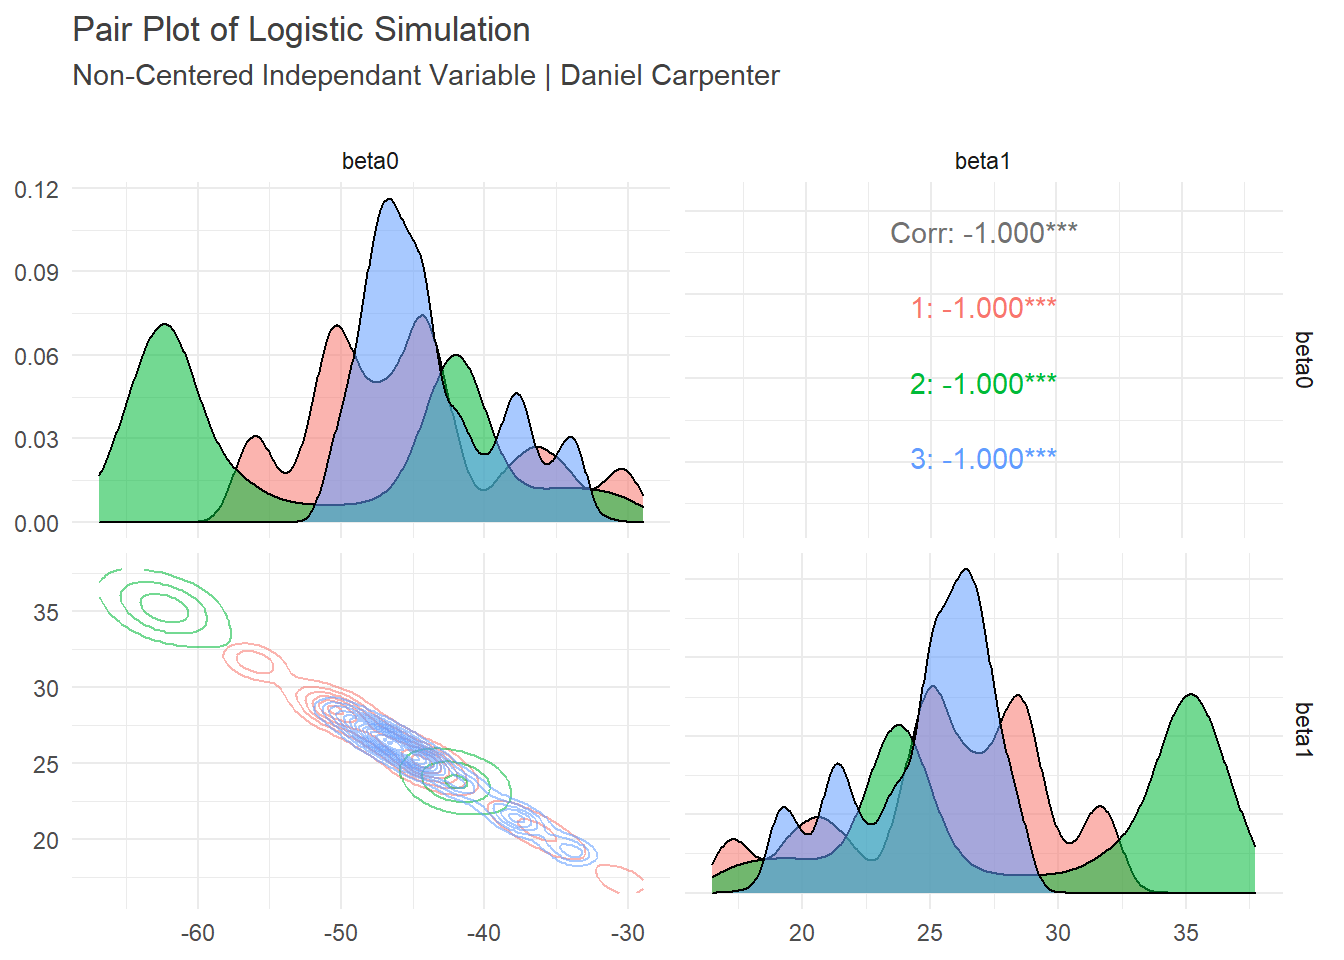 Pair Plot of Logistic Simulation
Non-Centered Independant Variable | Daniel Carpenter
beta0
beta1
0.12
0.09
0.06
0.03
0.00
Corr: -1.000***
1: -1.000***
2: -1.000***
3: -1.000***
beta0
35
30
25
20
beta1
-60
-50
-40
-30
20
25
30
35